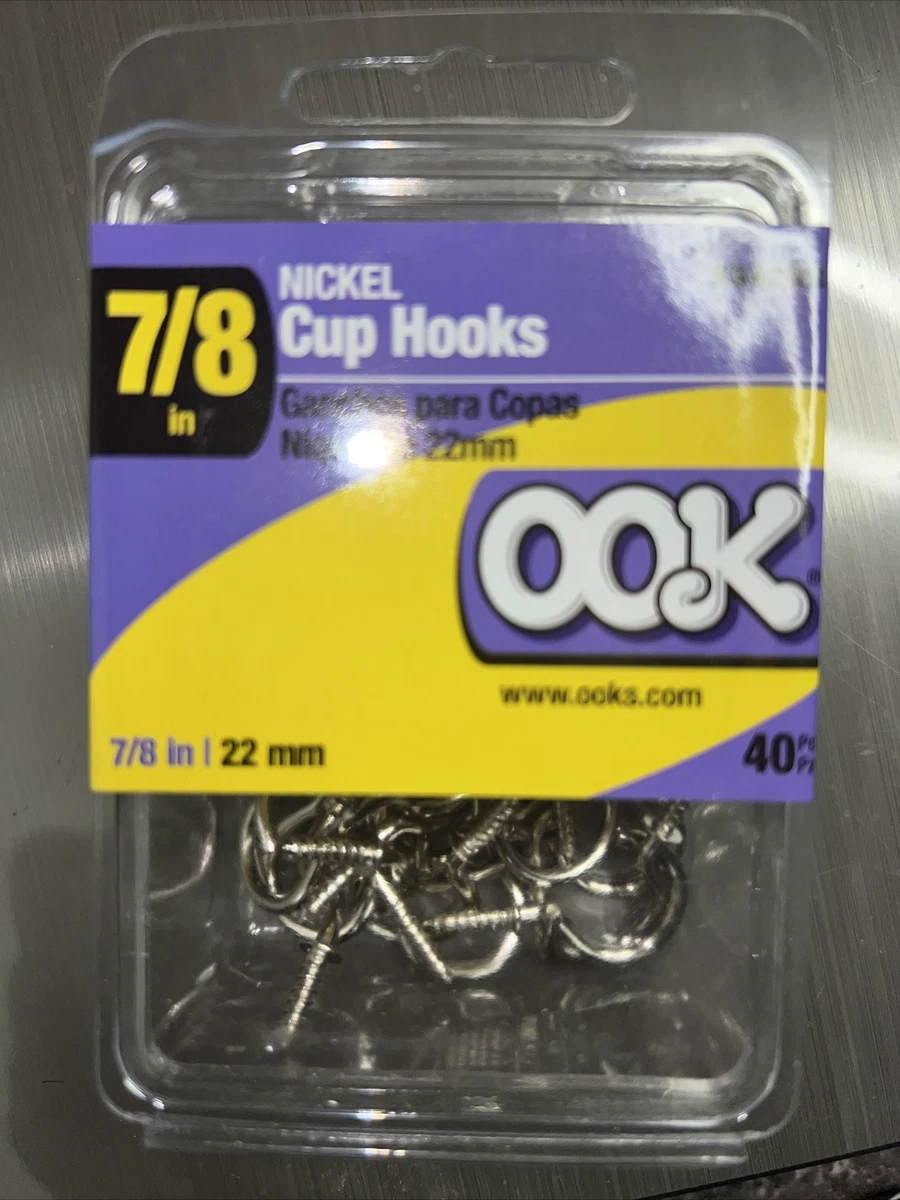 7/8
in
NICKEL
Cup Hooks
Ganchos para Copas
22mm
OOK
®
www.ooks.com
7/8 in | 22 mm
40